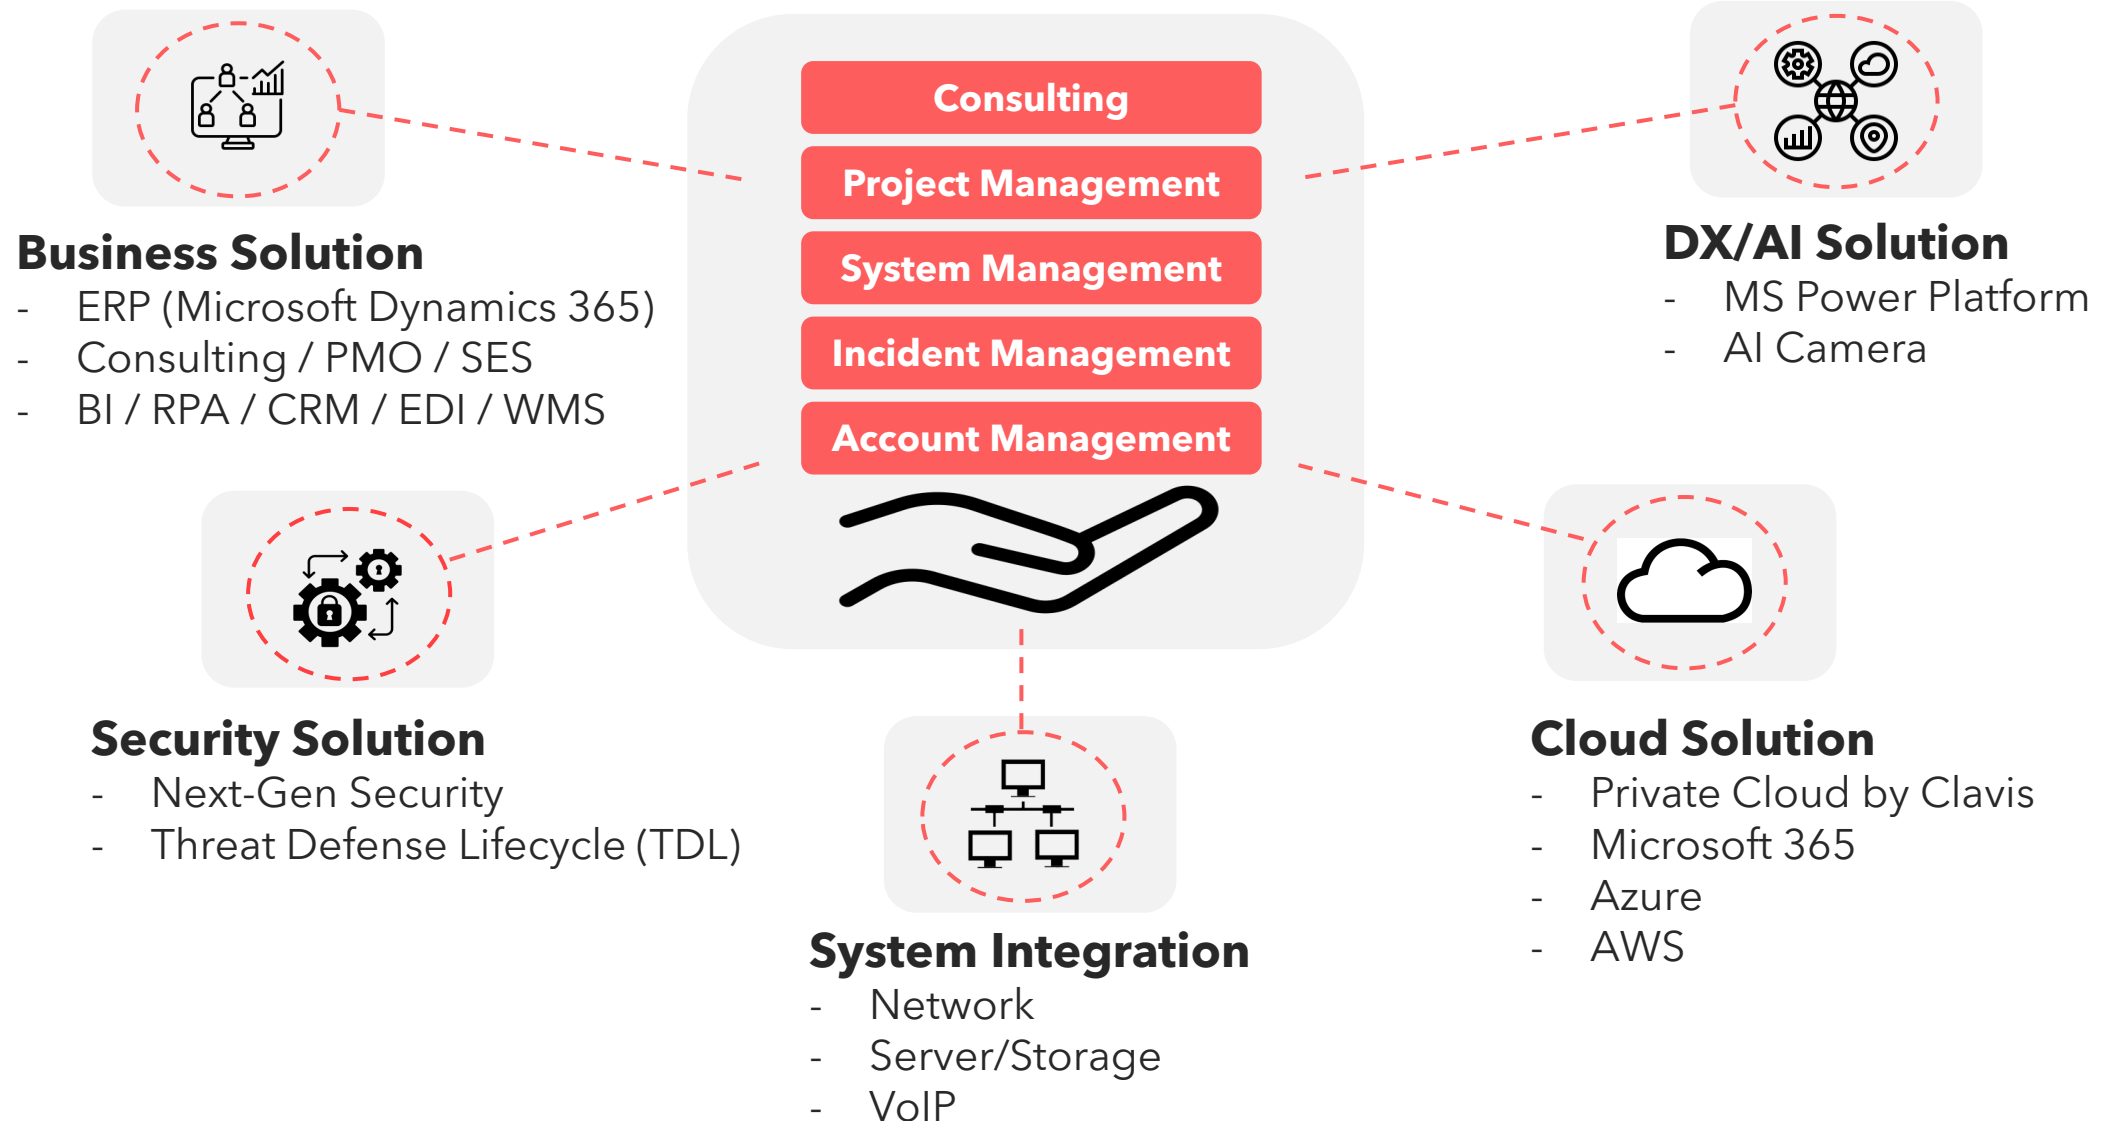 Consulting
Project Management
System Management
Incident Management
Account Management
Business Solution
- ERP (Microsoft Dynamics 365)
- Consulting / PMO / SES
- BI / RPA / CRM / EDI / WMS
DX/AI Solution
- MS Power Platform
- AI Camera
Security Solution
- Next-Gen Security
- Threat Defense Lifecycle (TDL)
System Integration
- Network
- Server/Storage
- VoIP
Cloud Solution
- Private Cloud by Clavis
- Microsoft 365
- Azure
- AWS